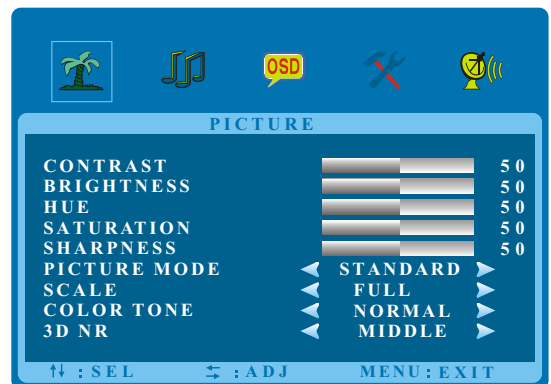 OSD
PICTURE
CONTRAST 50
BRIGHTNESS 50
HUE 50
SATURATION 50
SHARPNESS 50
PICTURE MODE STANDARD
SCALE FULL
COLOR TONE NORMAL
3D NR MIDDLE
: SEL : ADJ MENU : EXIT